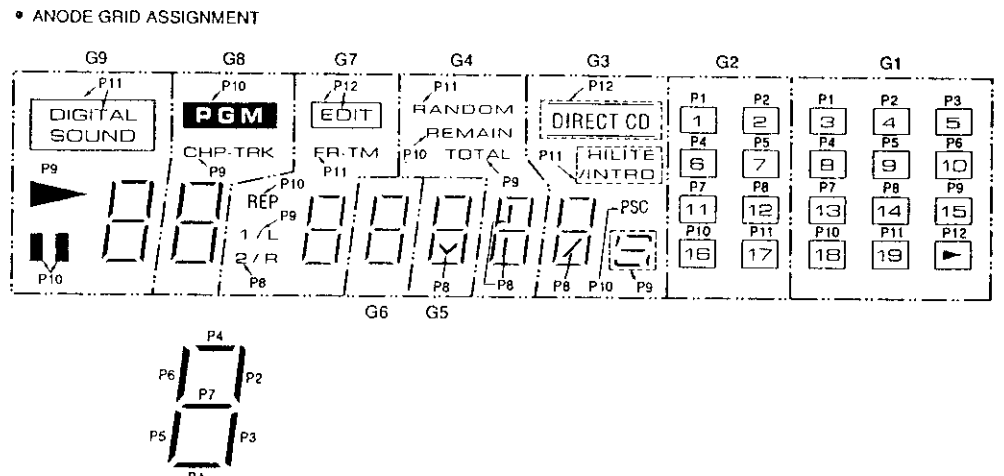 • ANODE GRID ASSIGNMENT
G9 G8 G7 G4 G3 G2 G1
P11 P10 P12 P11 P12
DIGITAL SOUND PGM EDIT RANDOM DIRECT CD
REMAIN
CHP-TRK FR-TM P10 TOTAL P11 HILITE /INTRO
P9 P9 P11 P9
P10 REP PSC
P9 1/L
2/R
P10 P8 P8 P8 P8 P10 P9
G6 G5
P1 P2 P1 P2 P3
1 2 3 4 5
P4 P5 P4 P5 P6
6 7 8 9 10
P7 P8 P7 P8 P9
11 12 13 14 15
P10 P11 P10 P11 P12
16 17 18 19
P4
P6 P2
P7
P5 P3
P1